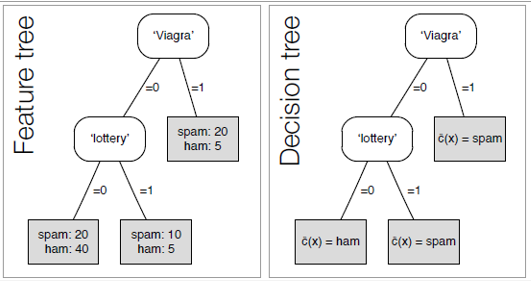 Feature tree
'Viagra'
=0
=1
'lottery'
spam: 20
ham: 5
=0
=1
spam: 20
ham: 40
spam: 10
ham: 5
Decision tree
'Viagra'
=0
=1
'lottery'
ĉ(x) = spam
=0
=1
ĉ(x) = ham
ĉ(x) = spam